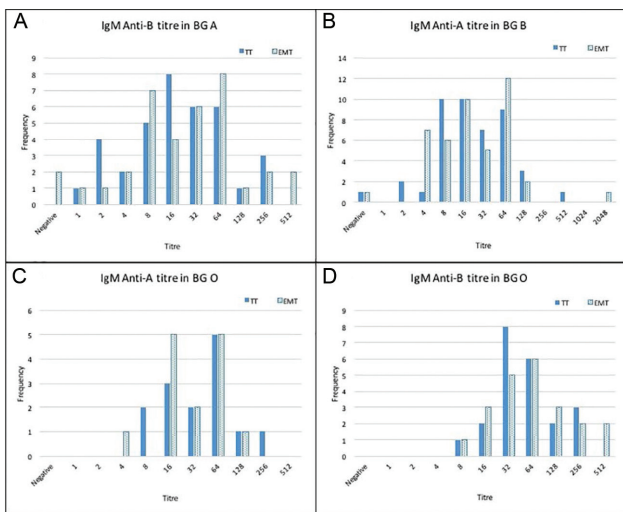 A
IgM Anti-B titre in BG A
TT EMT
9
8
7
6
5
4
3
2
1
0
Frequency
Negative 1 2 4 8 16 32 64 128 256 512
Titre
B
IgM Anti-A titre in BG B
TT EMT
14
12
10
8
6
4
2
0
Frequency
Negative 1 2 4 8 16 32 64 128 256 512 1024 2048
Titre
C
IgM Anti-A titre in BG O
TT EMT
6
5
4
3
2
1
0
Frequency
Negative 1 2 4 8 16 32 64 128 256 512
Titre
D
IgM Anti-B titre in BG O
TT EMT
9
8
7
6
5
4
3
2
1
0
Frequency
Negative 1 2 4 8 16 32 64 128 256 512
Titre